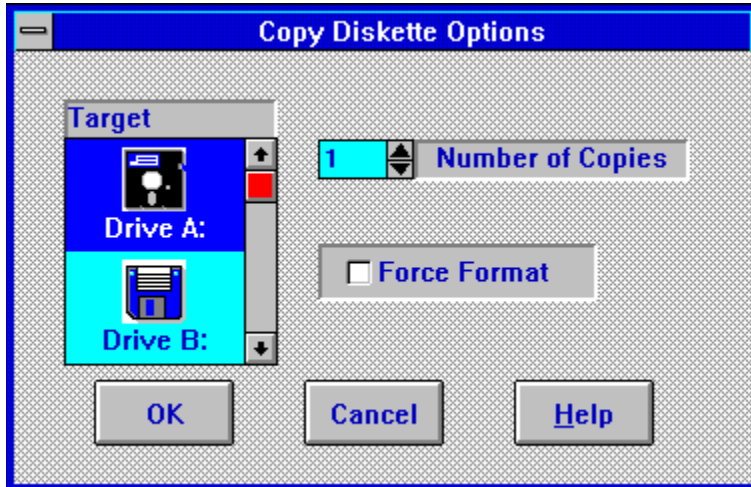 Copy Diskette Options
Target
Drive A:
Drive B:
1 Number of Copies
Force Format
OK Cancel Help